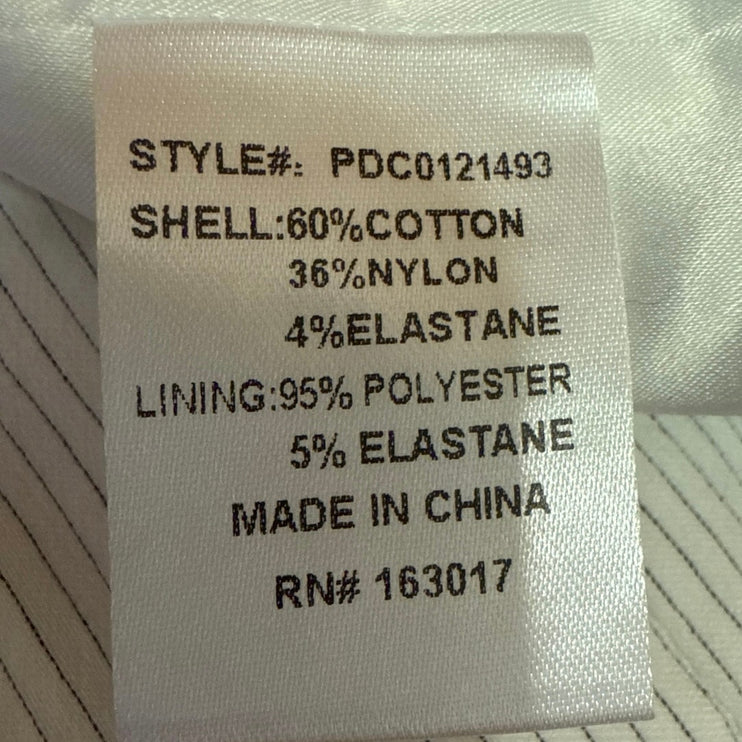 STYLE#: PDC0121493
SHELL:60%COTTON
36%NYLON
4%ELASTANE
LINING:95% POLYESTER
5% ELASTANE
MADE IN CHINA
RN# 163017